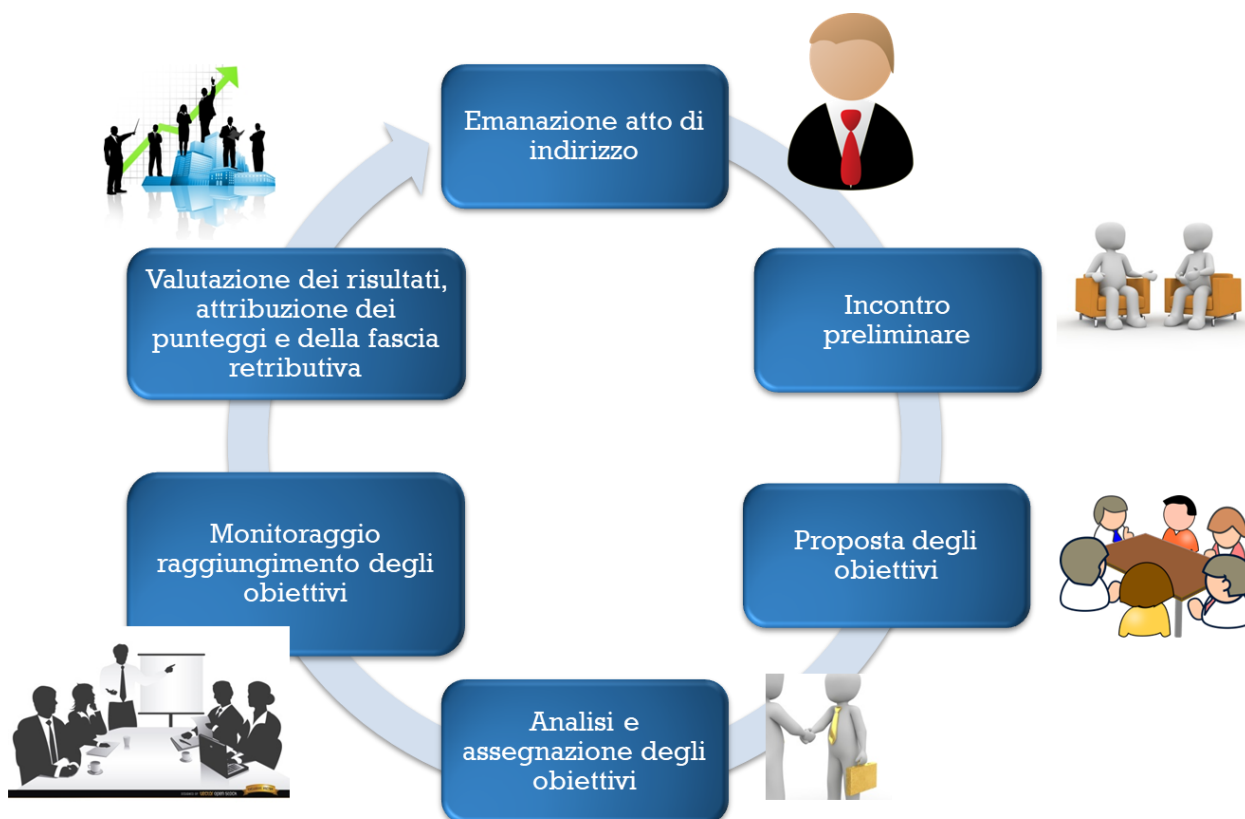 Emanazione atto di
indirizzo
Incontro
preliminare
Proposta degli
obiettivi
Analisi e
assegnazione degli
obiettivi
Monitoraggio
raggiungimento degli
obiettivi
Valutazione dei risultati,
attribuzione dei
punteggi e della fascia
retributiva